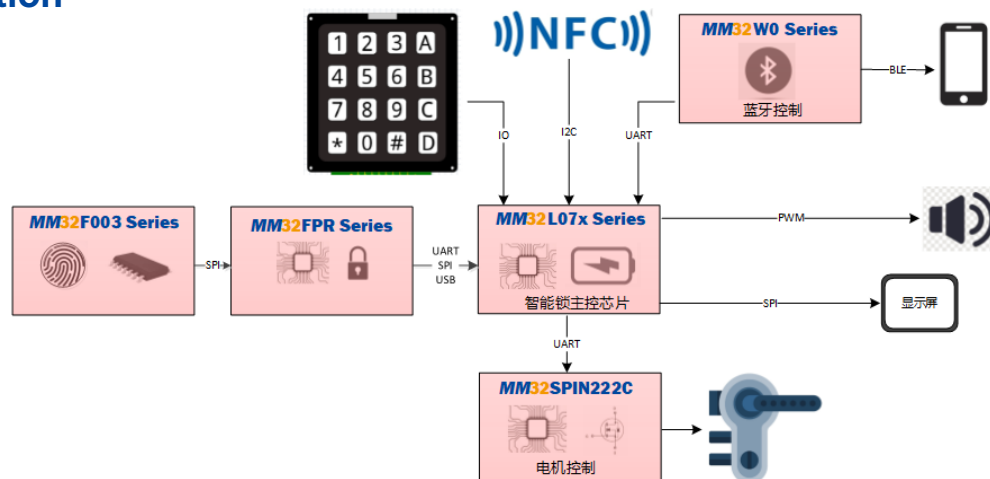 ation
1 2 3 A
4 5 6 B
7 8 9 C
* 0 # D
NFC
MM32W0 Series
蓝牙控制
BLE
IO
I2C
UART
MM32F003 Series
SPI
MM32FPR Series
UART
SPI
USB
MM32L07x Series
智能锁主控芯片
PWM
SPI
显示屏
UART
MM32SPIN222C
电机控制